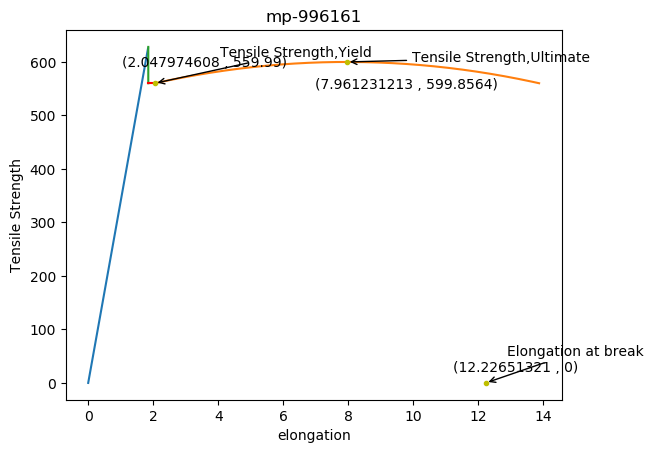 mp-996161
Tensile Strength,Yield
(2.047974608 , 559.99)
Tensile Strength,Ultimate
(7.961231213 , 599.8564)
Elongation at break
(12.22651321 , 0)
Tensile Strength
600
500
400
300
200
100
0
0 2 4 6 8 10 12 14
elongation